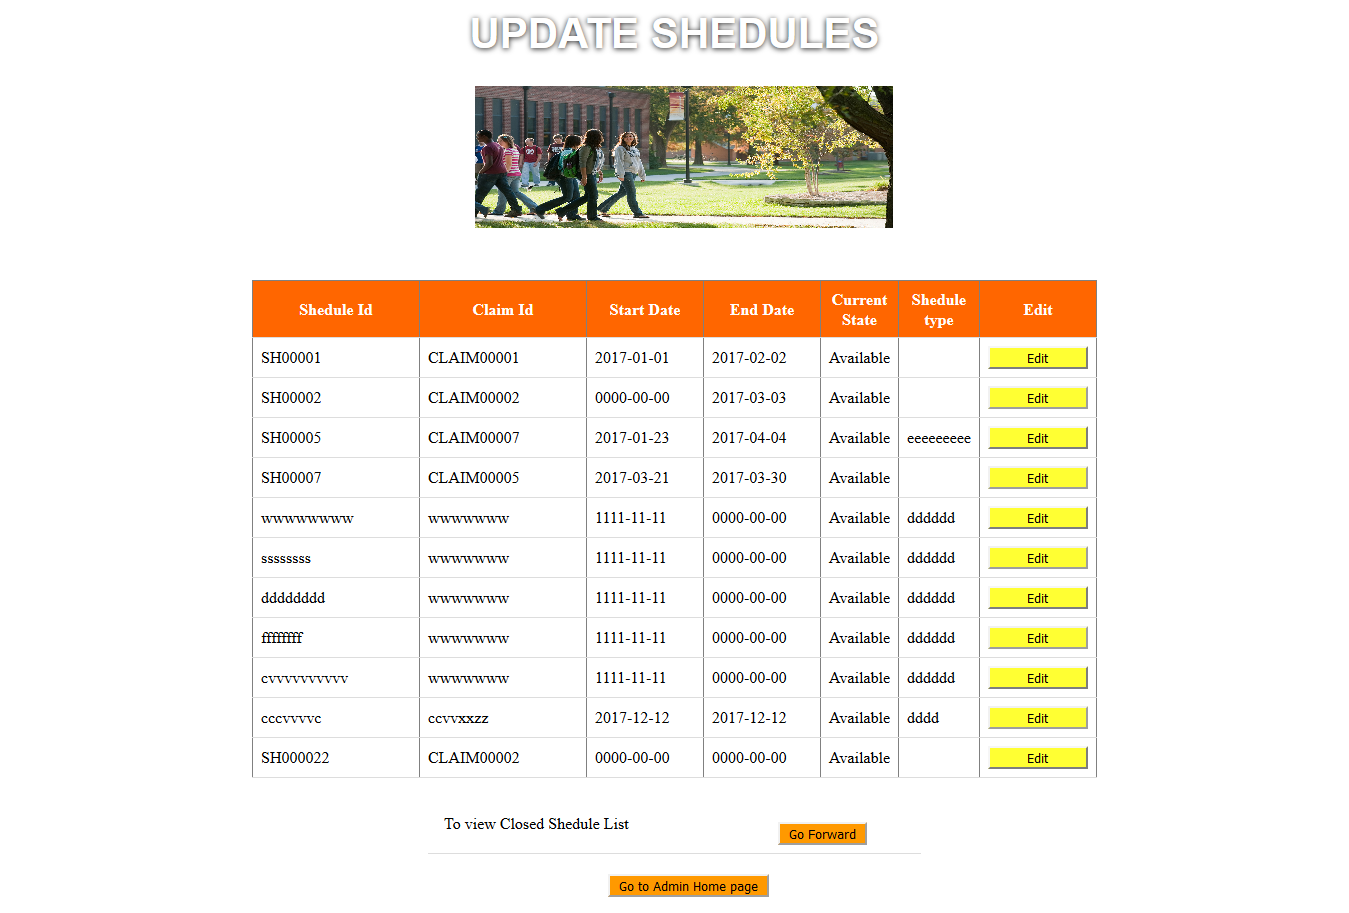 UPDATE SHEDULES
Shedule Id Claim Id Start Date End Date Current State Shedule type Edit
SH00001 CLAIM00001 2017-01-01 2017-02-02 Available Edit
SH00002 CLAIM00002 0000-00-00 2017-03-03 Available Edit
SH00005 CLAIM00007 2017-01-23 2017-04-04 Available eeeeeeeee Edit
SH00007 CLAIM00005 2017-03-21 2017-03-30 Available Edit
wwwwwwww wwwwwww 1111-11-11 0000-00-00 Available dddddd Edit
ssssssss wwwwwww 1111-11-11 0000-00-00 Available dddddd Edit
dddddddd wwwwwww 1111-11-11 0000-00-00 Available dddddd Edit
ffffffff wwwwwww 1111-11-11 0000-00-00 Available dddddd Edit
cvvvvvvvvvv wwwwwww 1111-11-11 0000-00-00 Available dddddd Edit
cccvvvvc ccvvxxzz 2017-12-12 2017-12-12 Available dddd Edit
SH000022 CLAIM00002 0000-00-00 0000-00-00 Available Edit
To view Closed Shedule List Go Forward
Go to Admin Home page